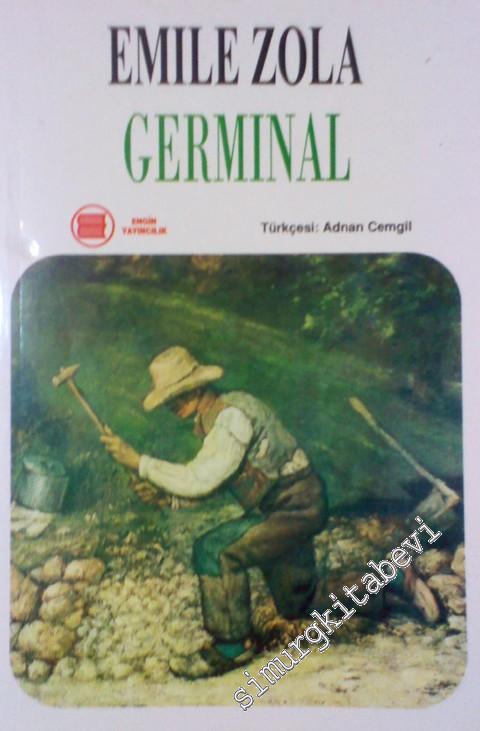 EMILE ZOLA
GERMINAL
ENGİN
YAYINCILIK
Türkçesi: Adnan Cemgil
simurgkitabevi